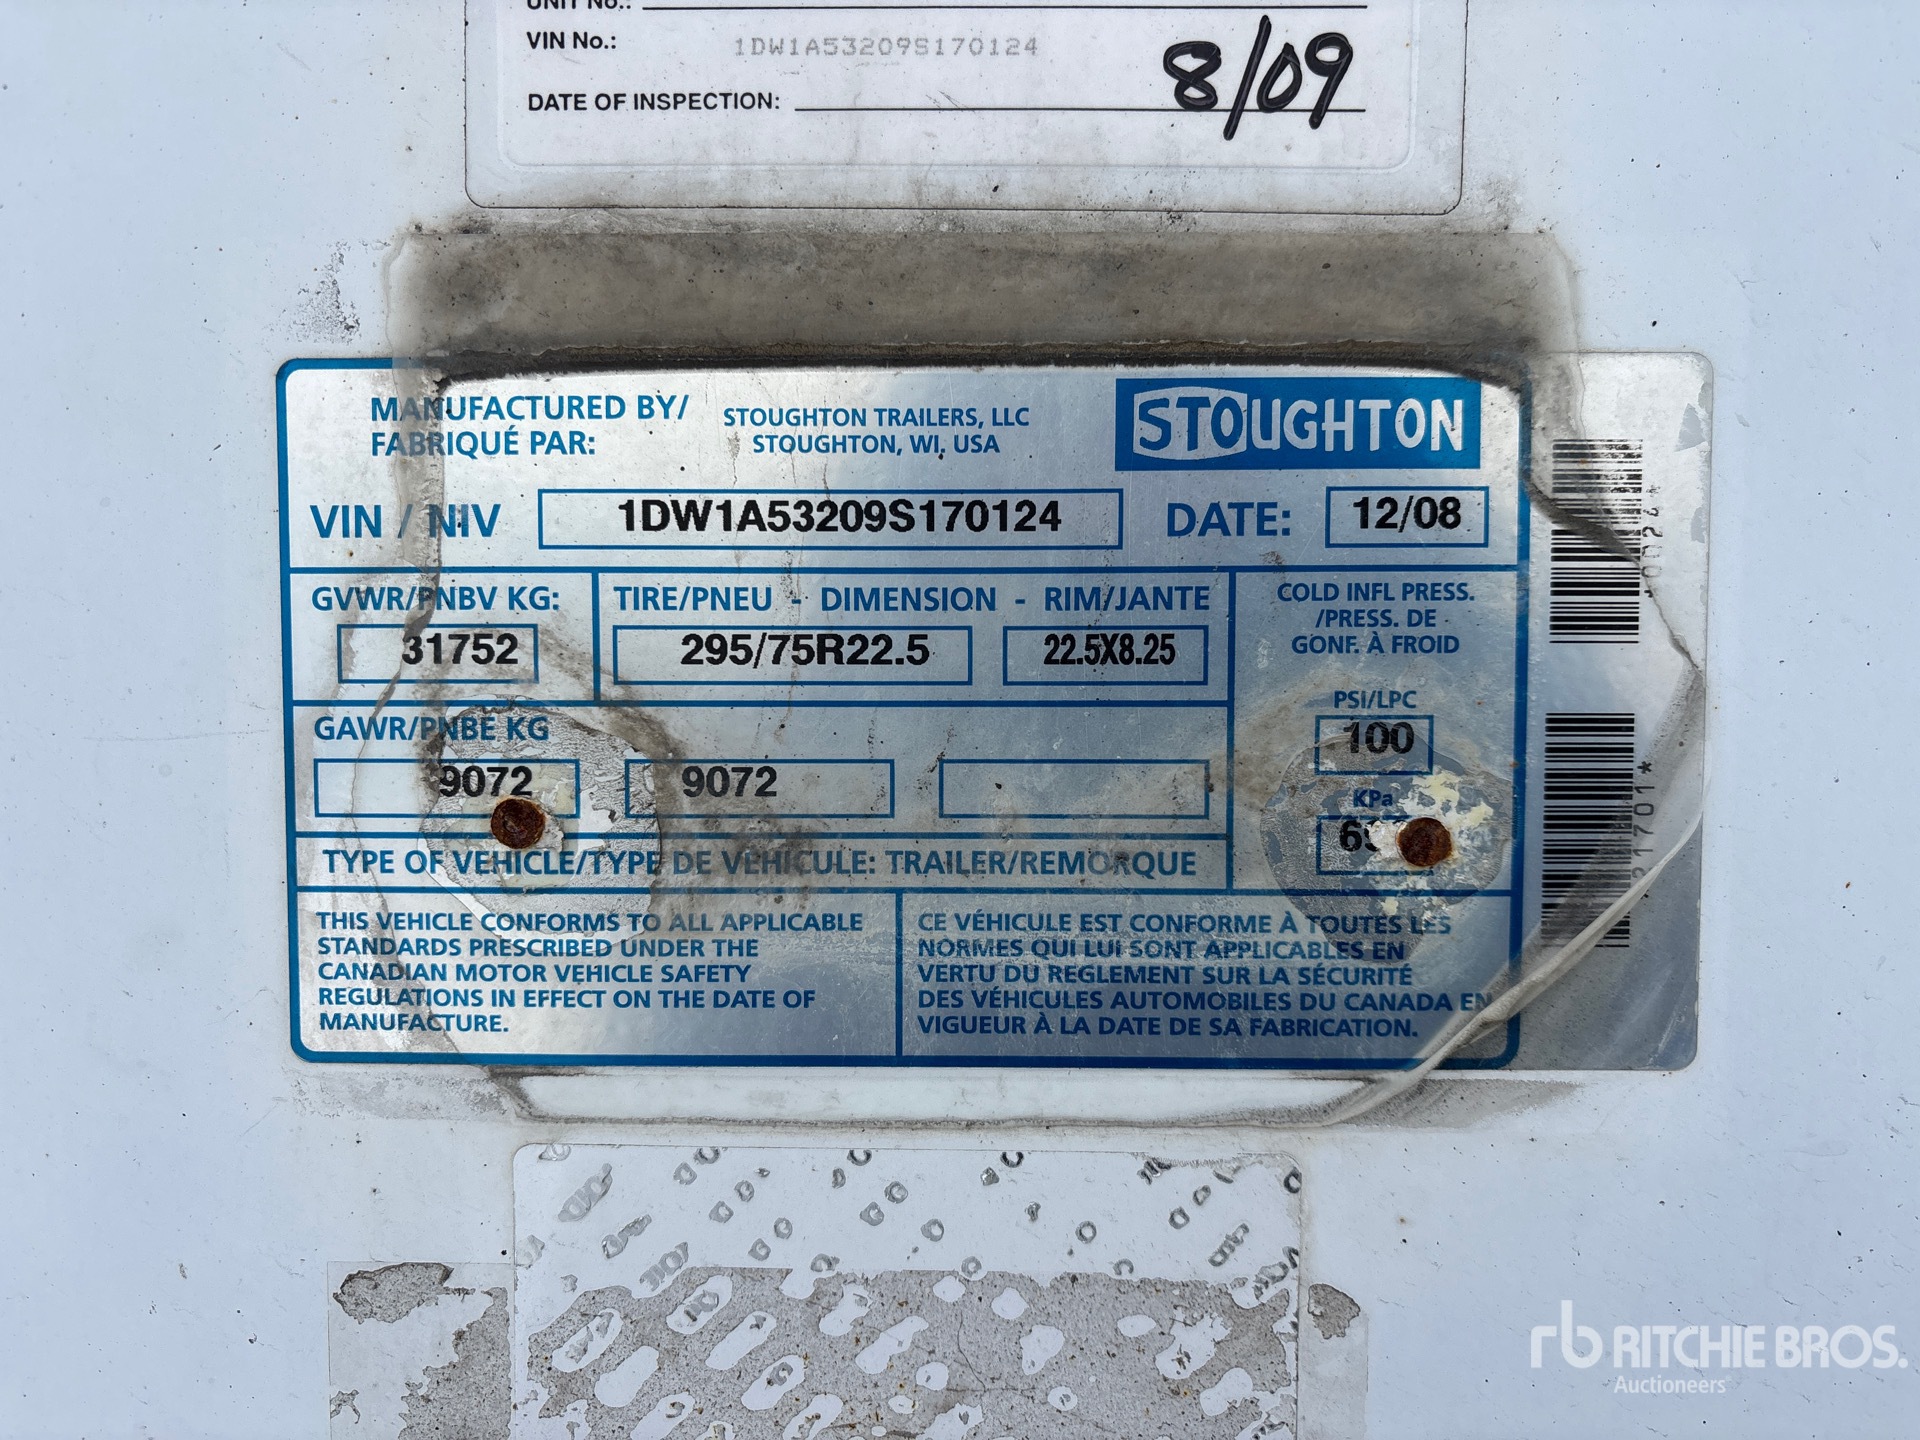 UNIT No.:
VIN No.: 1DW1A53209S170124
DATE OF INSPECTION: 8/09
MANUFACTURED BY/
FABRIQUÉ PAR:
STOUGHTON TRAILERS, LLC
STOUGHTON, WI, USA
STOUGHTON
VIN / NIV 1DW1A53209S170124 DATE: 12/08
GVWR/PNBV KG:
31752
TIRE/PNEU - DIMENSION - RIM/JANTE
295/75R22.5 22.5X8.25
COLD INFL PRESS.
/PRESS. DE
GONF. À FROID
PSI/LPC
100
KPa
GAWR/PNBE KG
9072 9072
TYPE OF VEHICLE/TYPE DE VÉHICULE: TRAILER/REMORQUE
THIS VEHICLE CONFORMS TO ALL APPLICABLE
STANDARDS PRESCRIBED UNDER THE
CANADIAN MOTOR VEHICLE SAFETY
REGULATIONS IN EFFECT ON THE DATE OF
MANUFACTURE.
CE VÉHICULE EST CONFORME À TOUTES LES
NORMES QUI LUI SONT APPLICABLES EN
VERTU DU REGLEMENT SUR LA SÉCURITÉ
DES VÉHICULES AUTOMOBILES DU CANADA EN
VIGUEUR À LA DATE DE SA FABRICATION.
rb RITCHIE BROS.
Auctioneers